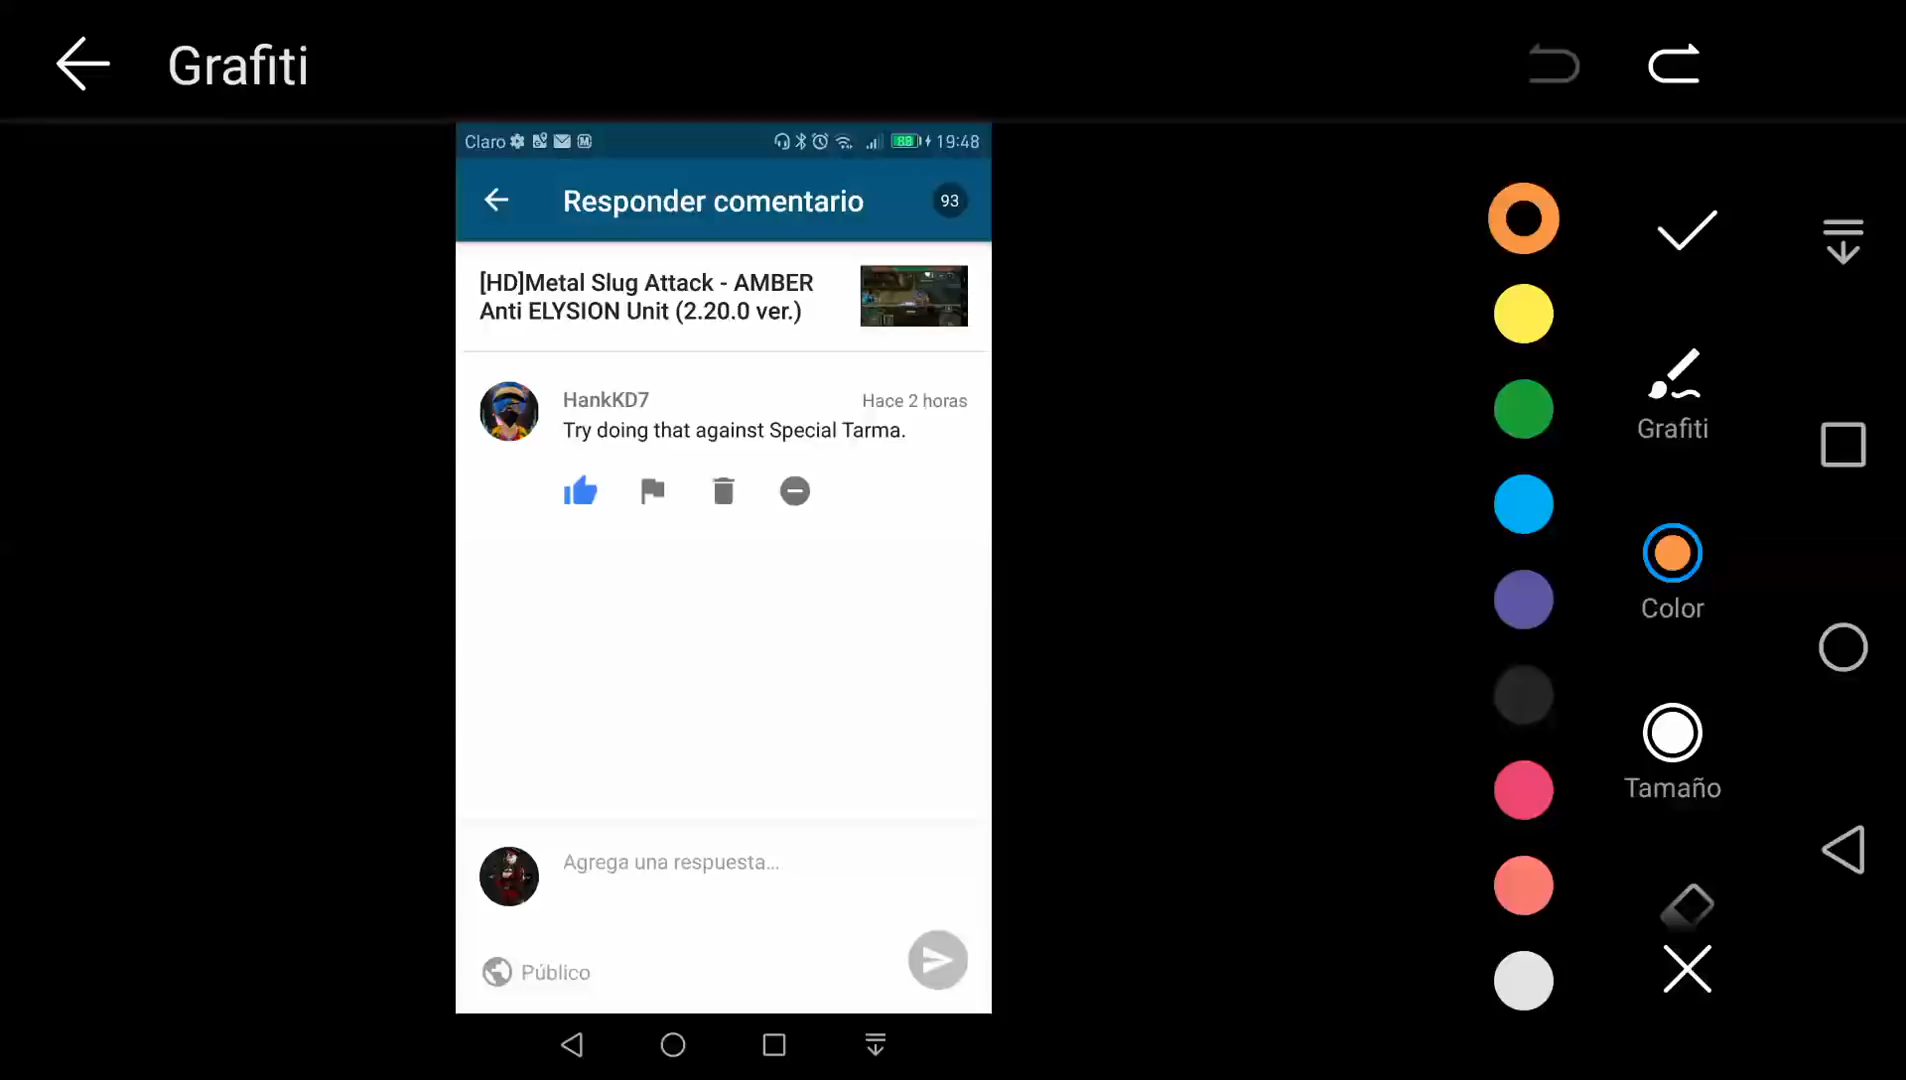 Grafiti
Claro 88 19:48
Responder comentario 93
[HD]Metal Slug Attack - AMBER
Anti ELYSION Unit (2.20.0 ver.)
HankKD7 Hace 2 horas
Try doing that against Special Tarma.
Agrega una respuesta...
Público
Grafiti
Color
Tamaño